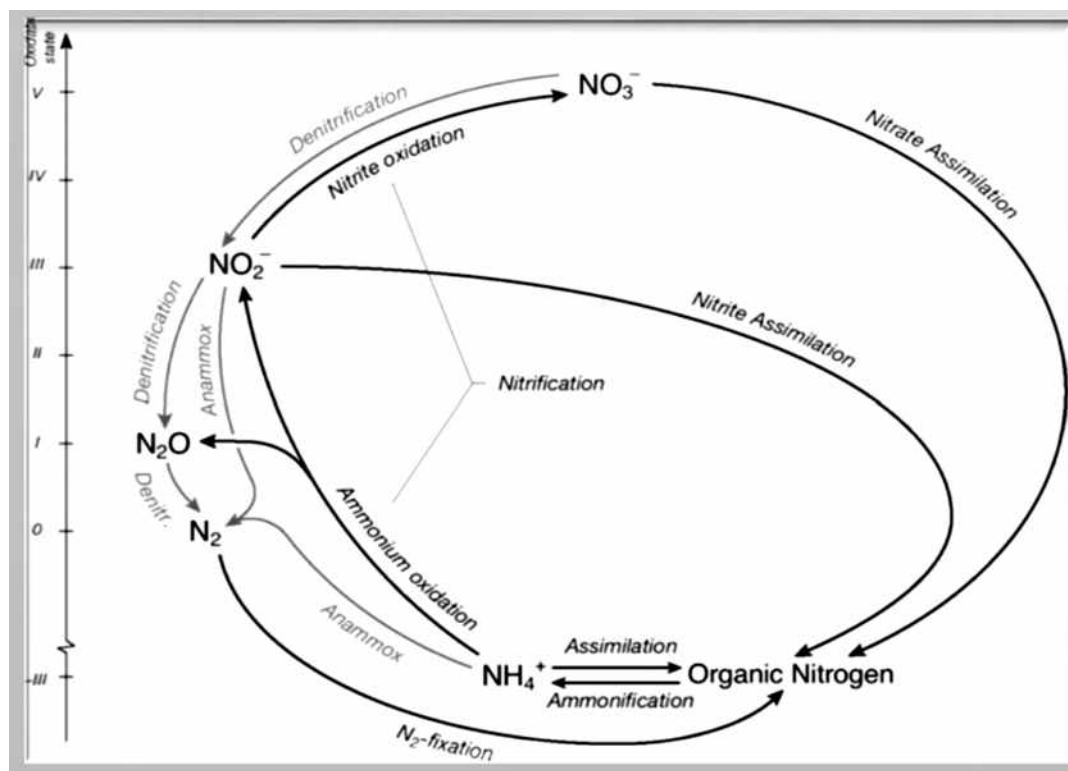 Oxidation
state
V
IV
III
II
I
0
-III
NO₃⁻
Denitrification
Nitrite oxidation
Nitrate Assimilation
NO₂⁻
Nitrite Assimilation
Denitrification
Anammox
Nitrification
N₂O
Denitr.
N₂
Ammonium oxidation
Anammox
NH₄⁺
Assimilation
Ammonification
Organic Nitrogen
N₂-fixation